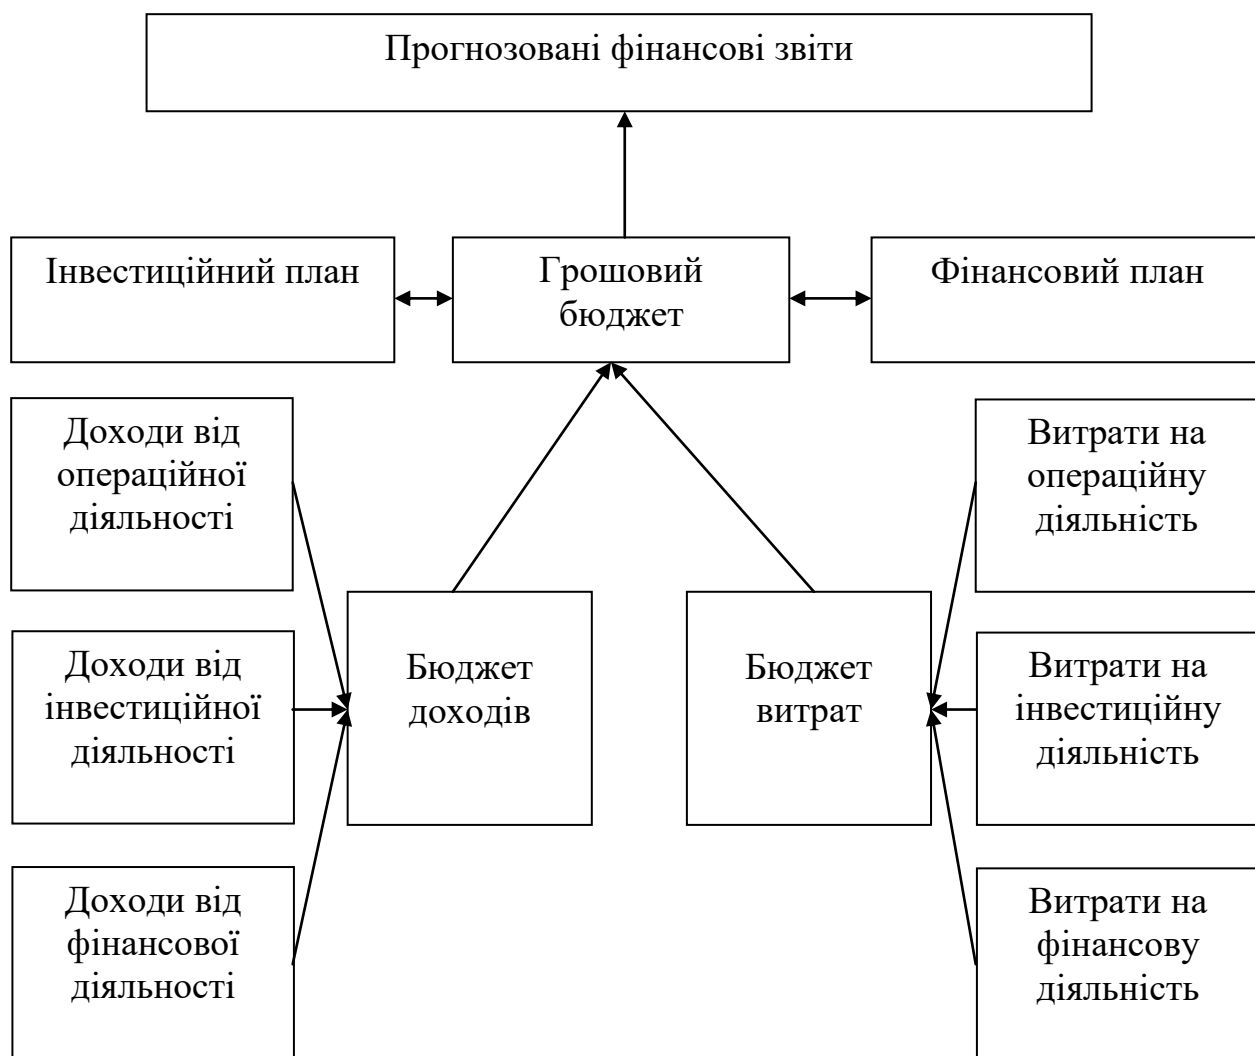 Прогнозовані фінансові звіти
Інвестиційний план
Грошовий
бюджет
Фінансовий план
Доходи від
операційної
діяльності
Витрати на
операційну
діяльність
Доходи від
інвестиційної
діяльності
Бюджет
доходів
Бюджет
витрат
Витрати на
інвестиційну
діяльність
Доходи від
фінансової
діяльності
Витрати на
фінансову
діяльність